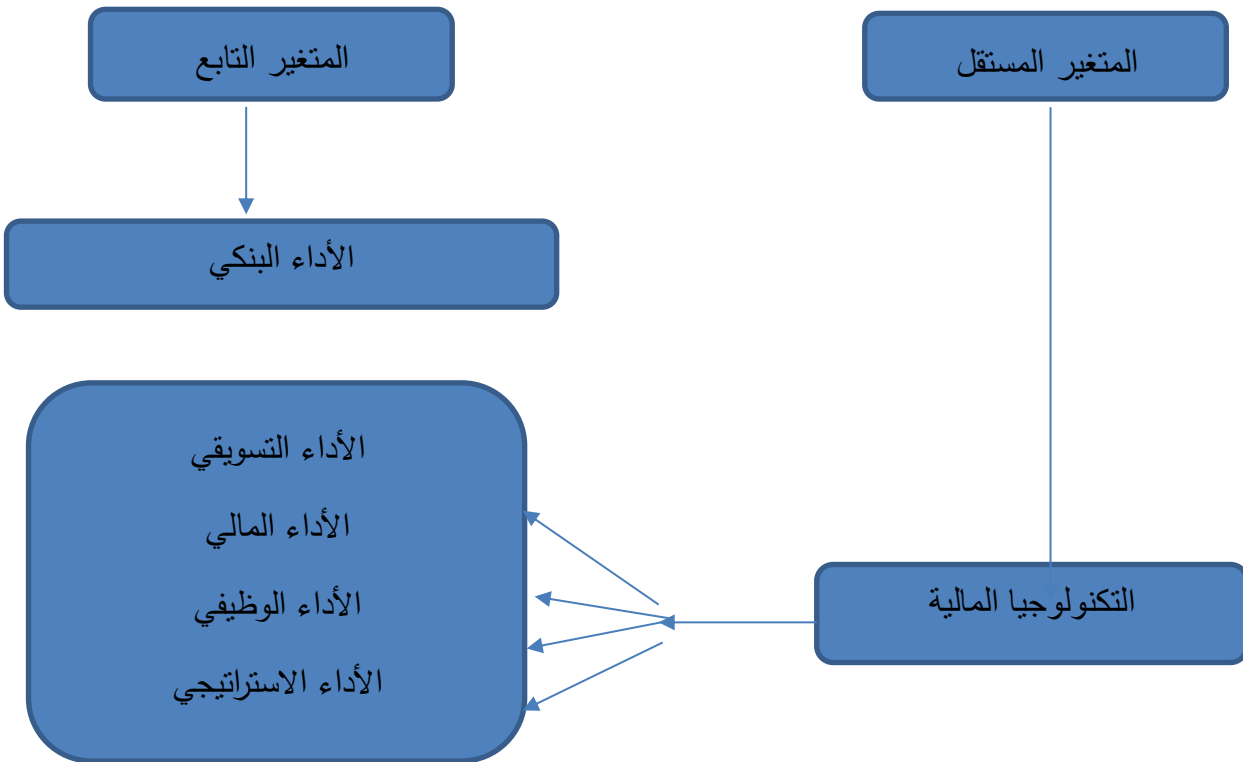 المتغير المستقل
المتغير التابع
الأداء البنكي
الأداء التسويقي
الأداء المالي
الأداء الوظيفي
الأداء الاستراتيجي
التكنولوجيا المالية